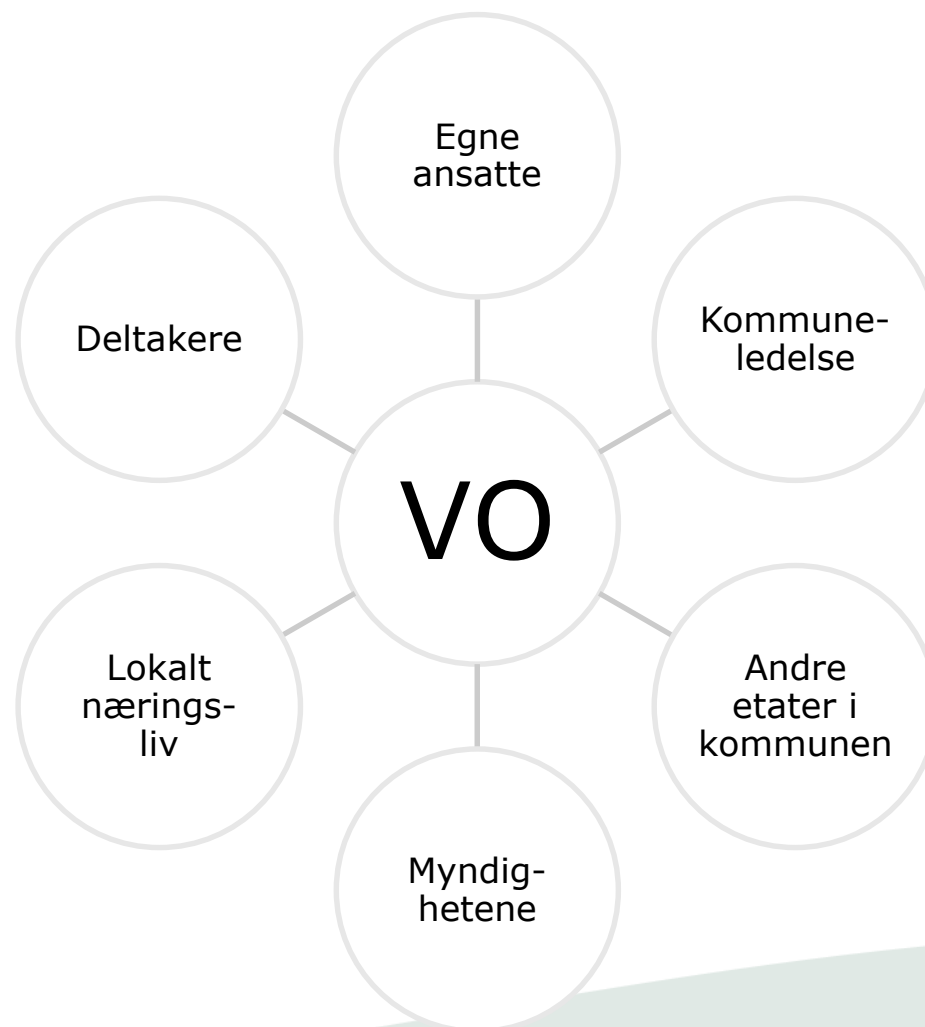 Egne
ansatte
Deltakere
Kommune-
ledelse
VO
Lokalt
nærings-
liv
Andre
etater i
kommunen
Myndig-
hetene